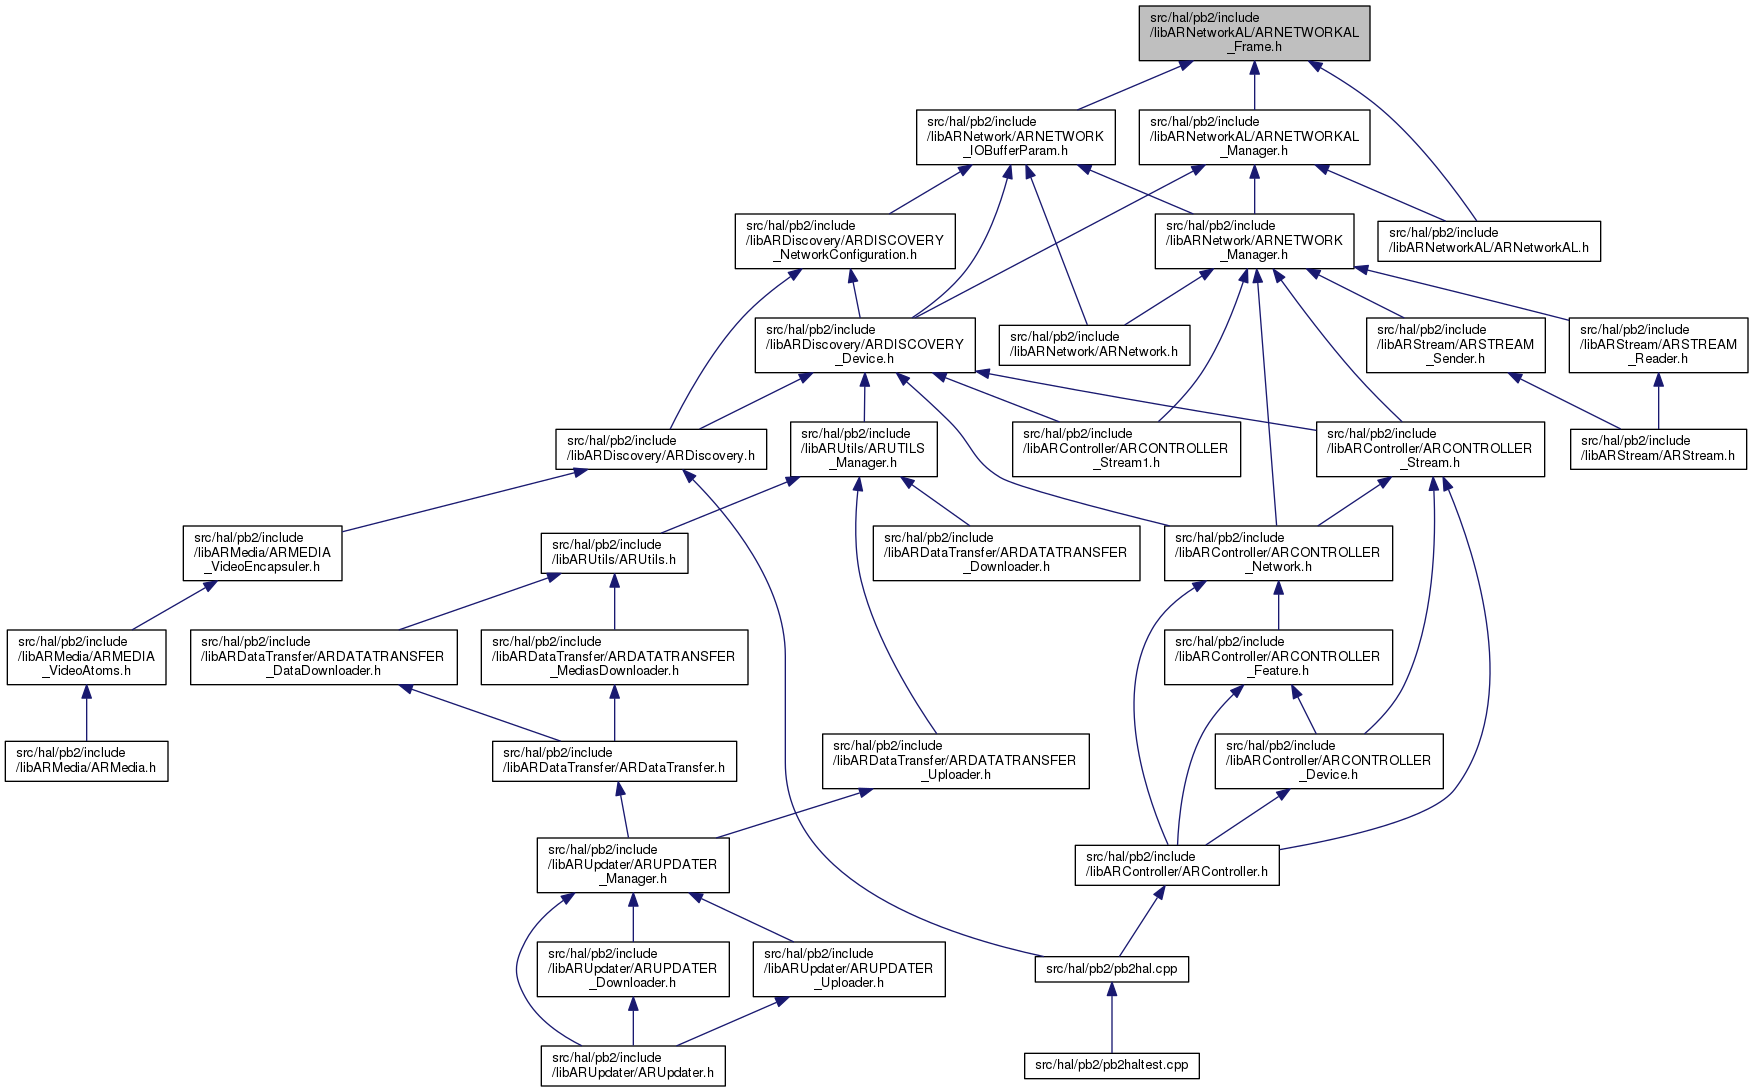 src/hal/pb2/include
/libARNetworkAL/ARNETWORKAL
_Frame.h
src/hal/pb2/include
/libARNetwork/ARNETWORK
_IOBufferParam.h
src/hal/pb2/include
/libARNetworkAL/ARNETWORKAL
_Manager.h
src/hal/pb2/include
/libARDiscovery/ARDISCOVERY
_NetworkConfiguration.h
src/hal/pb2/include
/libARNetwork/ARNETWORK
_Manager.h
src/hal/pb2/include
/libARNetworkAL/ARNetworkAL.h
src/hal/pb2/include
/libARDiscovery/ARDISCOVERY
_Device.h
src/hal/pb2/include
/libARNetwork/ARNetwork.h
src/hal/pb2/include
/libARStream/ARSTREAM
_Sender.h
src/hal/pb2/include
/libARStream/ARSTREAM
_Reader.h
src/hal/pb2/include
/libARDiscovery/ARDiscovery.h
src/hal/pb2/include
/libARUtils/ARUTILS
_Manager.h
src/hal/pb2/include
/libARController/ARCONTROLLER
_Stream1.h
src/hal/pb2/include
/libARController/ARCONTROLLER
_Stream.h
src/hal/pb2/include
/libARStream/ARStream.h
src/hal/pb2/include
/libARMedia/ARMEDIA
_VideoEncapsuler.h
src/hal/pb2/include
/libARUtils/ARUtils.h
src/hal/pb2/include
/libARDataTransfer/ARDATATRANSFER
_Downloader.h
src/hal/pb2/include
/libARController/ARCONTROLLER
_Network.h
src/hal/pb2/include
/libARMedia/ARMEDIA
_VideoAtoms.h
src/hal/pb2/include
/libARDataTransfer/ARDATATRANSFER
_DataDownloader.h
src/hal/pb2/include
/libARDataTransfer/ARDATATRANSFER
_MediasDownloader.h
src/hal/pb2/include
/libARController/ARCONTROLLER
_Feature.h
src/hal/pb2/include
/libARMedia/ARMedia.h
src/hal/pb2/include
/libARDataTransfer/ARDataTransfer.h
src/hal/pb2/include
/libARDataTransfer/ARDATATRANSFER
_Uploader.h
src/hal/pb2/include
/libARController/ARCONTROLLER
_Device.h
src/hal/pb2/include
/libARUpdater/ARUPDATER
_Manager.h
src/hal/pb2/include
/libARController/ARController.h
src/hal/pb2/include
/libARUpdater/ARUPDATER
_Downloader.h
src/hal/pb2/include
/libARUpdater/ARUPDATER
_Uploader.h
src/hal/pb2/pb2hal.cpp
src/hal/pb2/include
/libARUpdater/ARUpdater.h
src/hal/pb2/pb2haltest.cpp